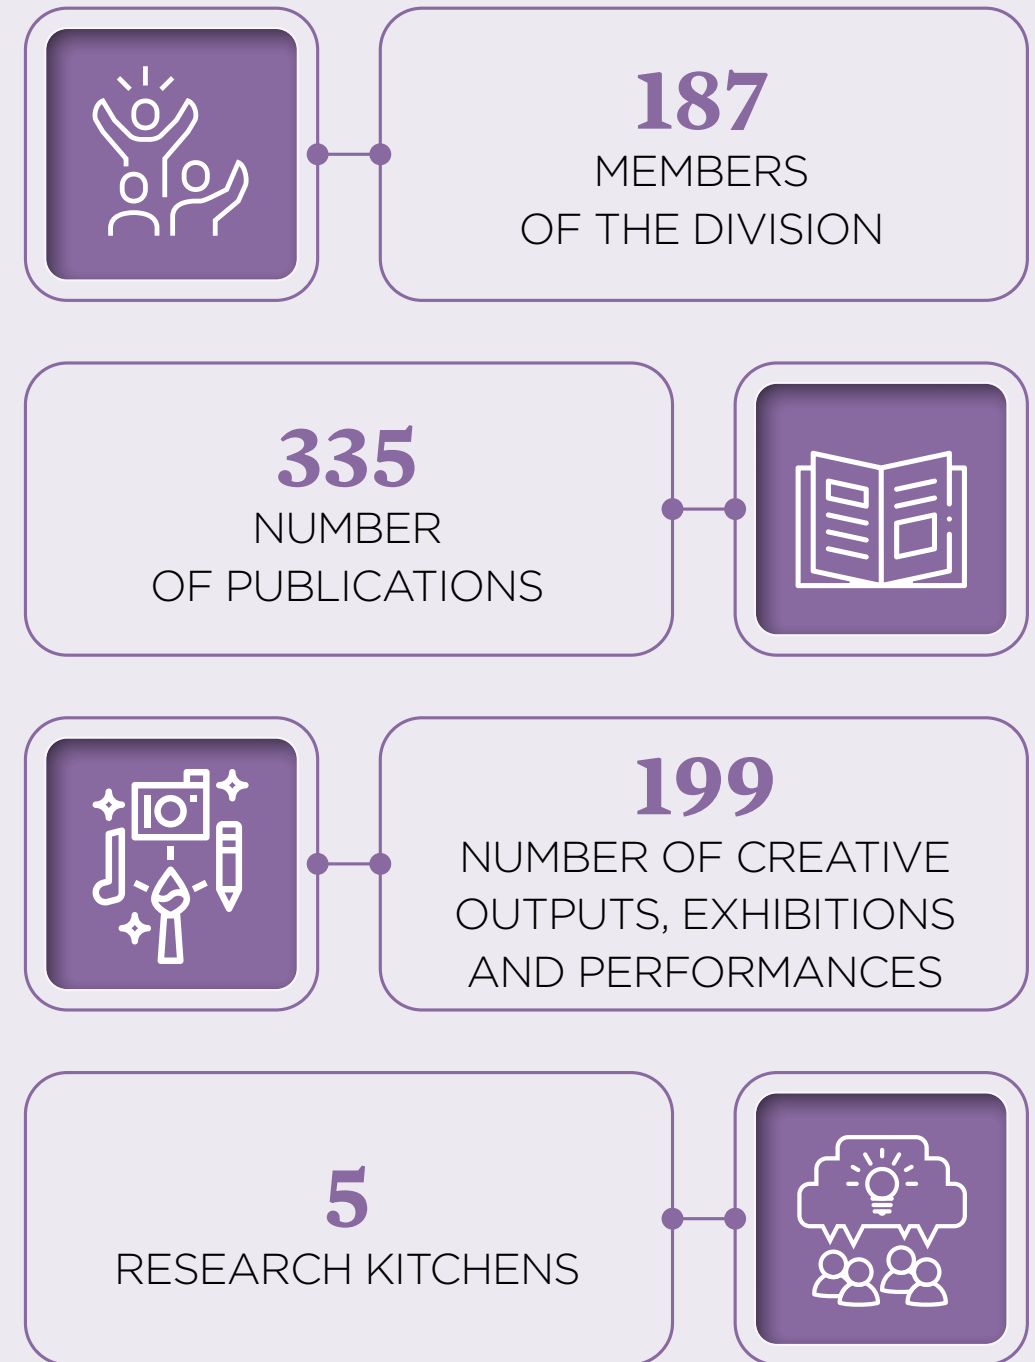 187
MEMBERS
OF THE DIVISION
335
NUMBER
OF PUBLICATIONS
199
NUMBER OF CREATIVE
OUTPUTS, EXHIBITIONS
AND PERFORMANCES
5
RESEARCH KITCHENS